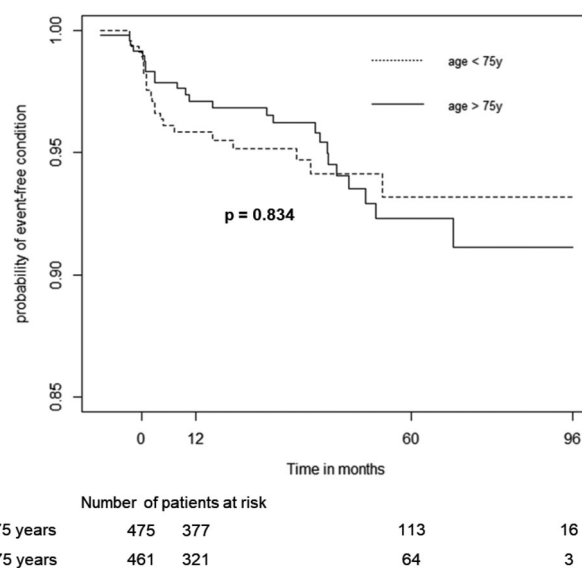 probability of event-free condition
1.00
0.95
0.90
0.85
age < 75y
age > 75y
p = 0.834
0 12 60 96
Time in months
Number of patients at risk
75 years 475 377 113 16
75 years 461 321 64 3